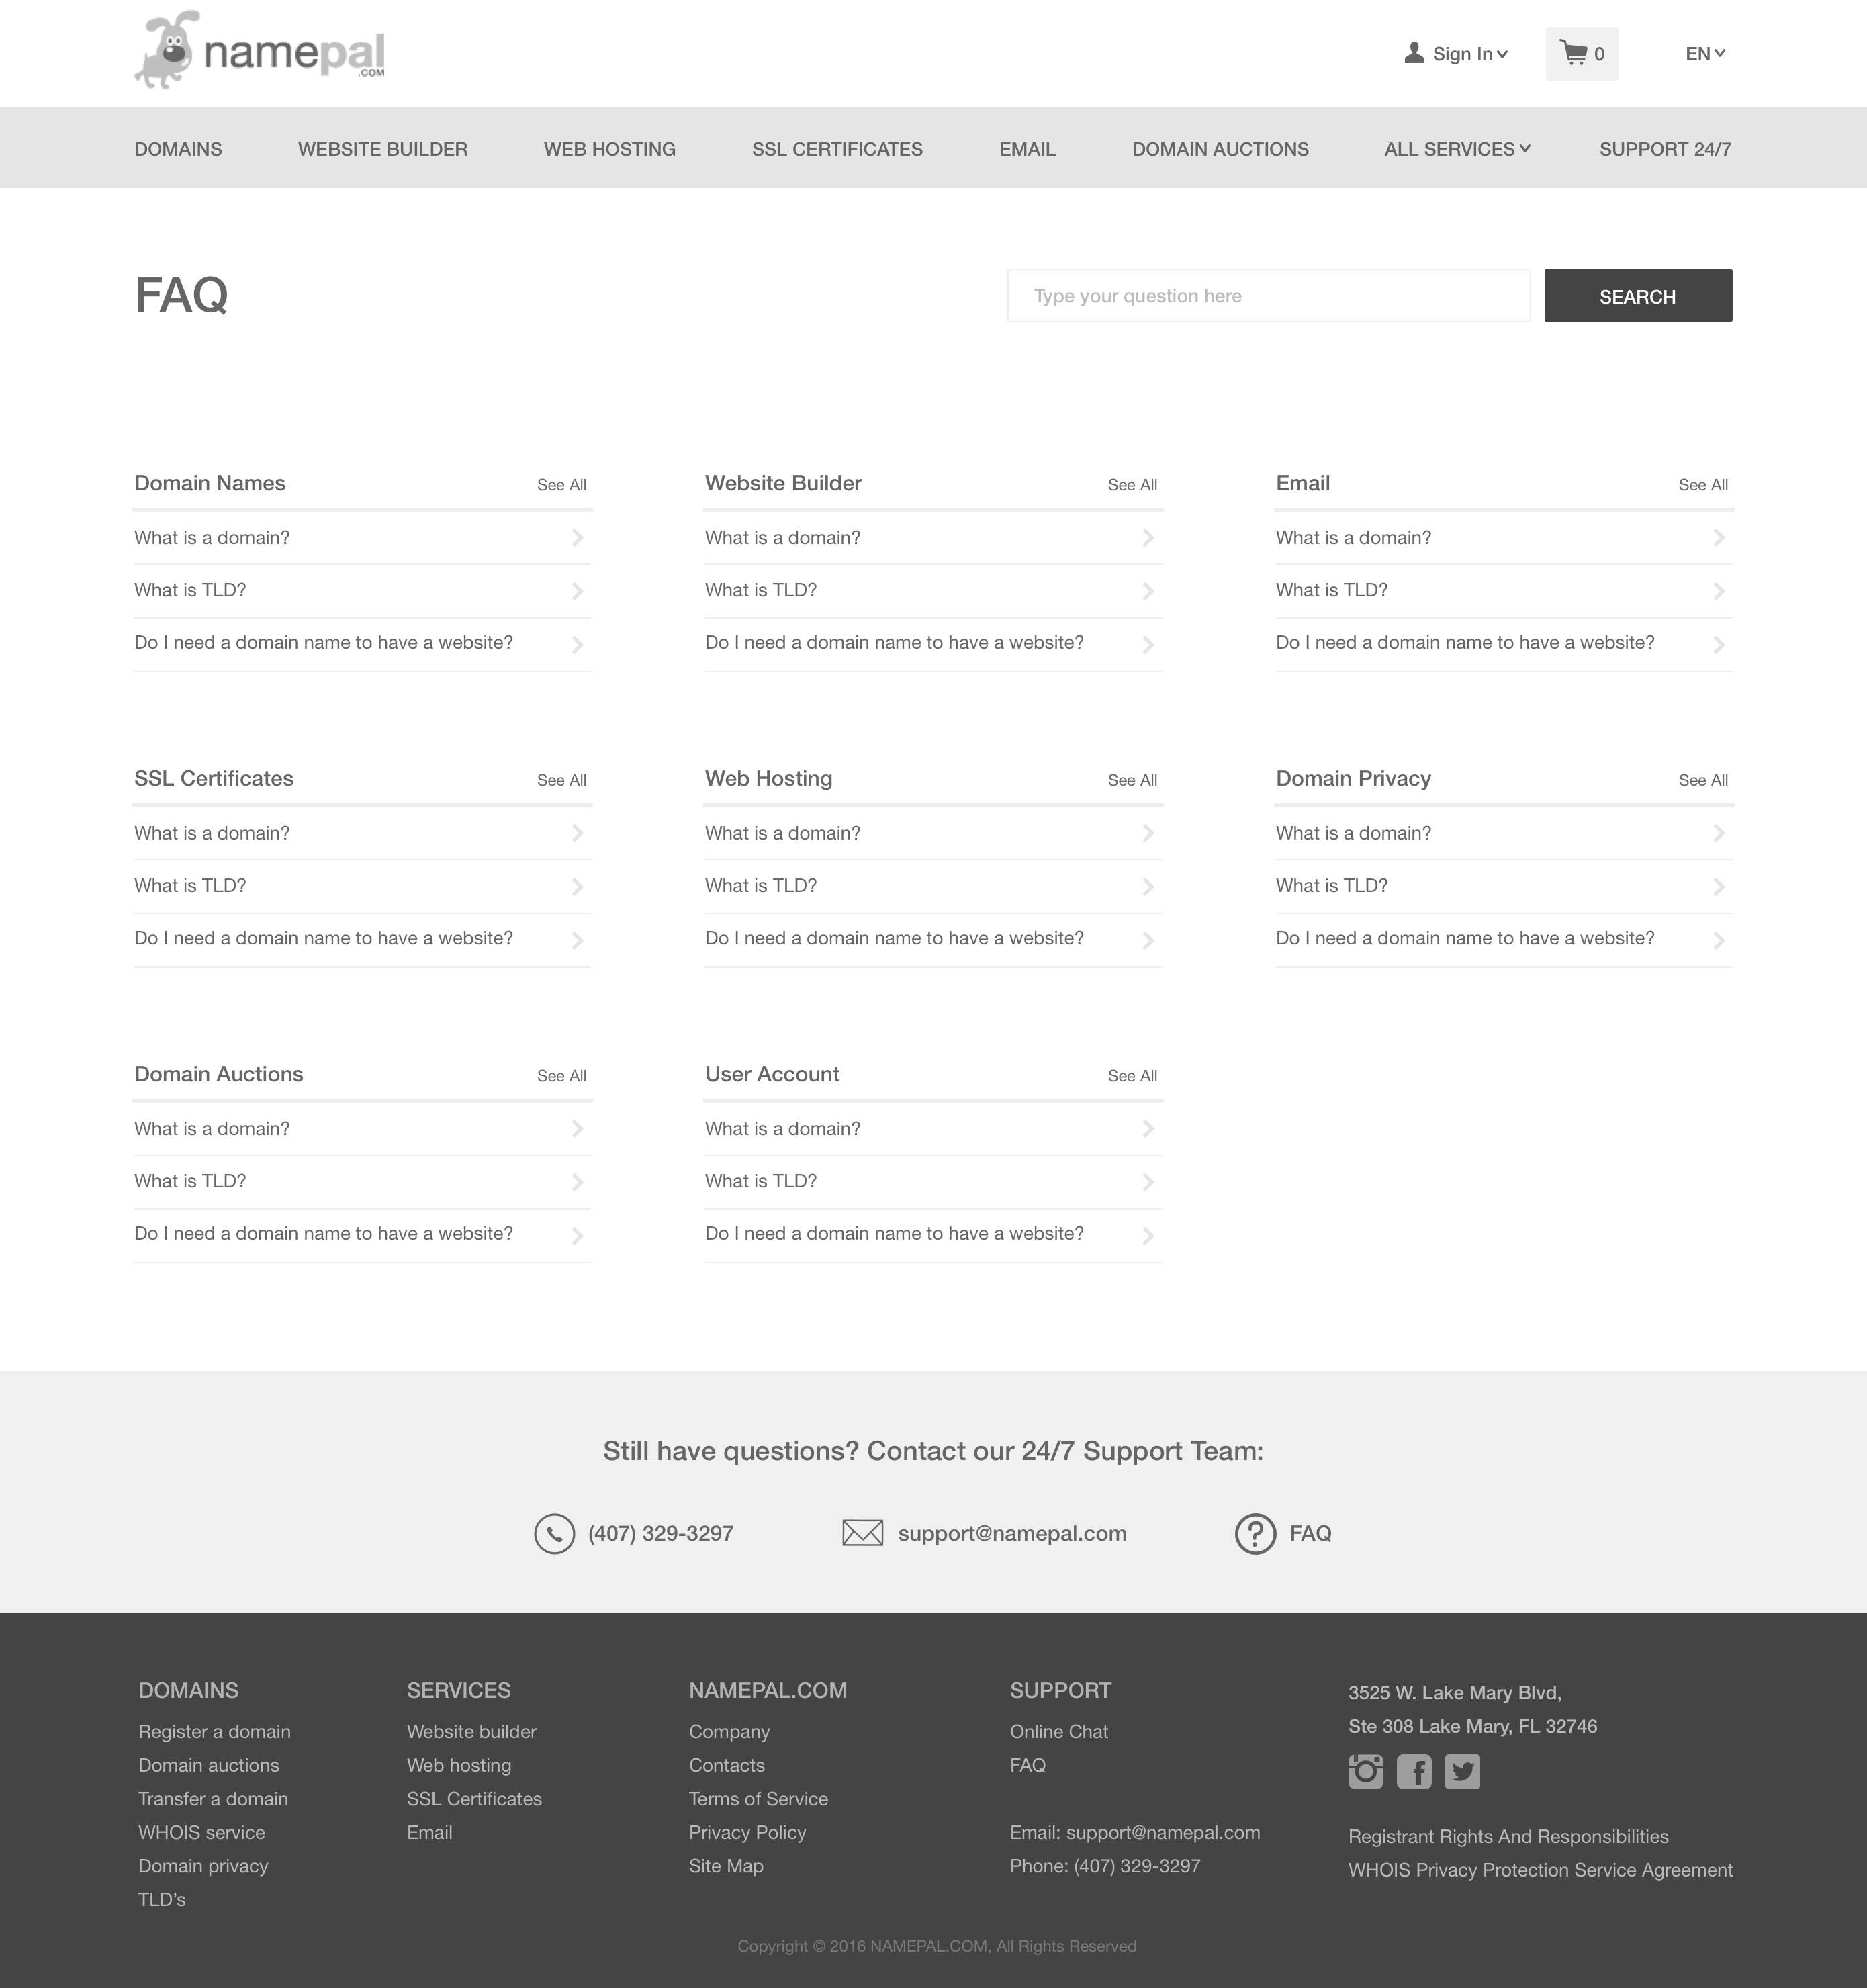 namepal
.COM
Sign In
0
EN
DOMAINS
WEBSITE BUILDER
WEB HOSTING
SSL CERTIFICATES
EMAIL
DOMAIN AUCTIONS
ALL SERVICES
SUPPORT 24/7
FAQ
Type your question here
SEARCH
Domain Names
See All
What is a domain?
What is TLD?
Do I need a domain name to have a website?
Website Builder
See All
What is a domain?
What is TLD?
Do I need a domain name to have a website?
Email
See All
What is a domain?
What is TLD?
Do I need a domain name to have a website?
SSL Certificates
See All
What is a domain?
What is TLD?
Do I need a domain name to have a website?
Web Hosting
See All
What is a domain?
What is TLD?
Do I need a domain name to have a website?
Domain Privacy
See All
What is a domain?
What is TLD?
Do I need a domain name to have a website?
Domain Auctions
See All
What is a domain?
What is TLD?
Do I need a domain name to have a website?
User Account
See All
What is a domain?
What is TLD?
Do I need a domain name to have a website?
Still have questions? Contact our 24/7 Support Team:
(407) 329-3297
support@namepal.com
FAQ
DOMAINS
Register a domain
Domain auctions
Transfer a domain
WHOIS service
Domain privacy
TLD's
SERVICES
Website builder
Web hosting
SSL Certificates
Email
NAMEPAL.COM
Company
Contacts
Terms of Service
Privacy Policy
Site Map
SUPPORT
Online Chat
FAQ
Email: support@namepal.com
Phone: (407) 329-3297
3525 W. Lake Mary Blvd,
Ste 308 Lake Mary, FL 32746
Registrant Rights And Responsibilities
WHOIS Privacy Protection Service Agreement
Copyright © 2016 NAMEPAL.COM, All Rights Reserved